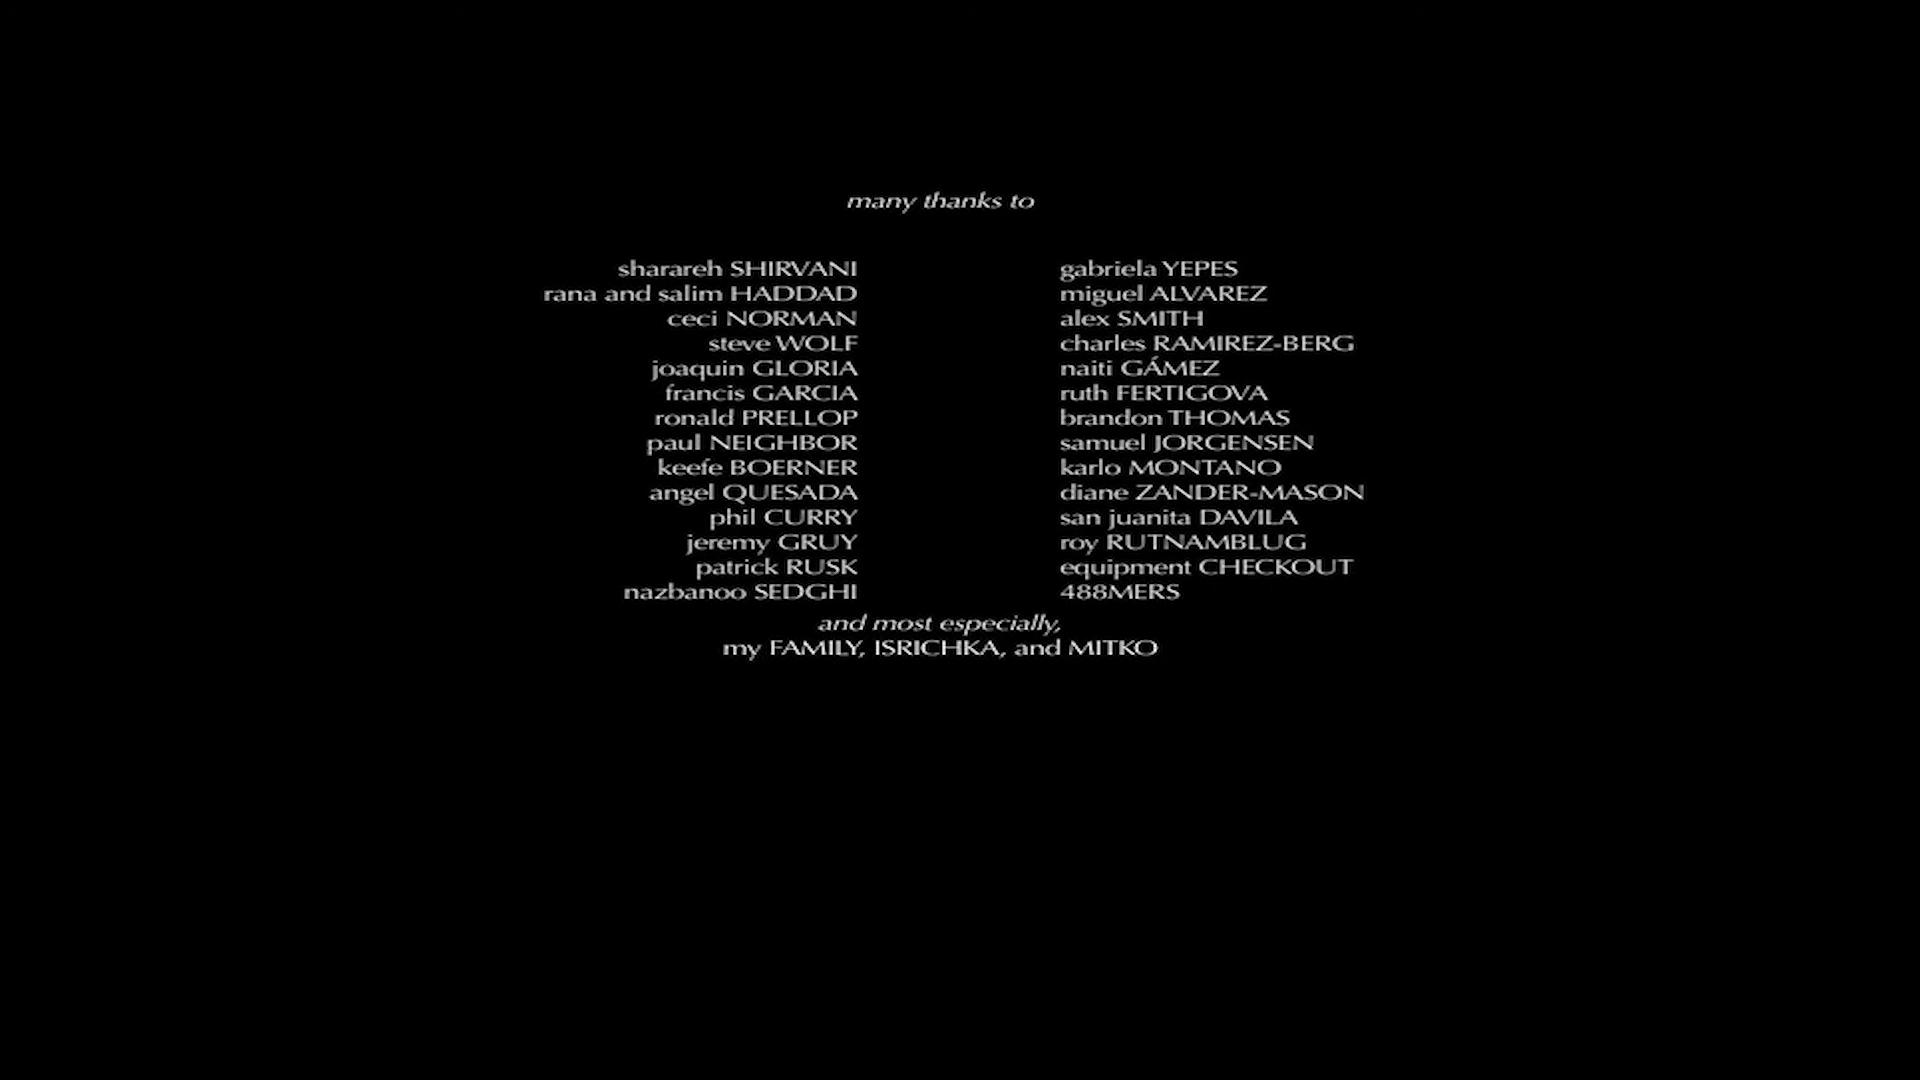 many thanks to
sharareh SHIRVANI
rana and salim HADDAD
ceci NORMAN
steve WOLF
joaquin GLORIA
francis GARCIA
ronald PRELLOP
paul NEIGHBOR
keefe BOERNER
angel QUESADA
phil CURRY
jeremy GRUY
patrick RUSK
nazbanoo SEDGHI
gabriela YEPES
miguel ALVAREZ
alex SMITH
charles RAMIREZ-BERG
naiti GÁMEZ
ruth FERTIGOVA
brandon THOMAS
samuel JORGENSEN
karlo MONTANO
diane ZANDER-MASON
san juanita DAVILA
roy RUTNAMBLUG
equipment CHECKOUT
488MERS
and most especially,
my FAMILY, ISRICHKA, and MITKO